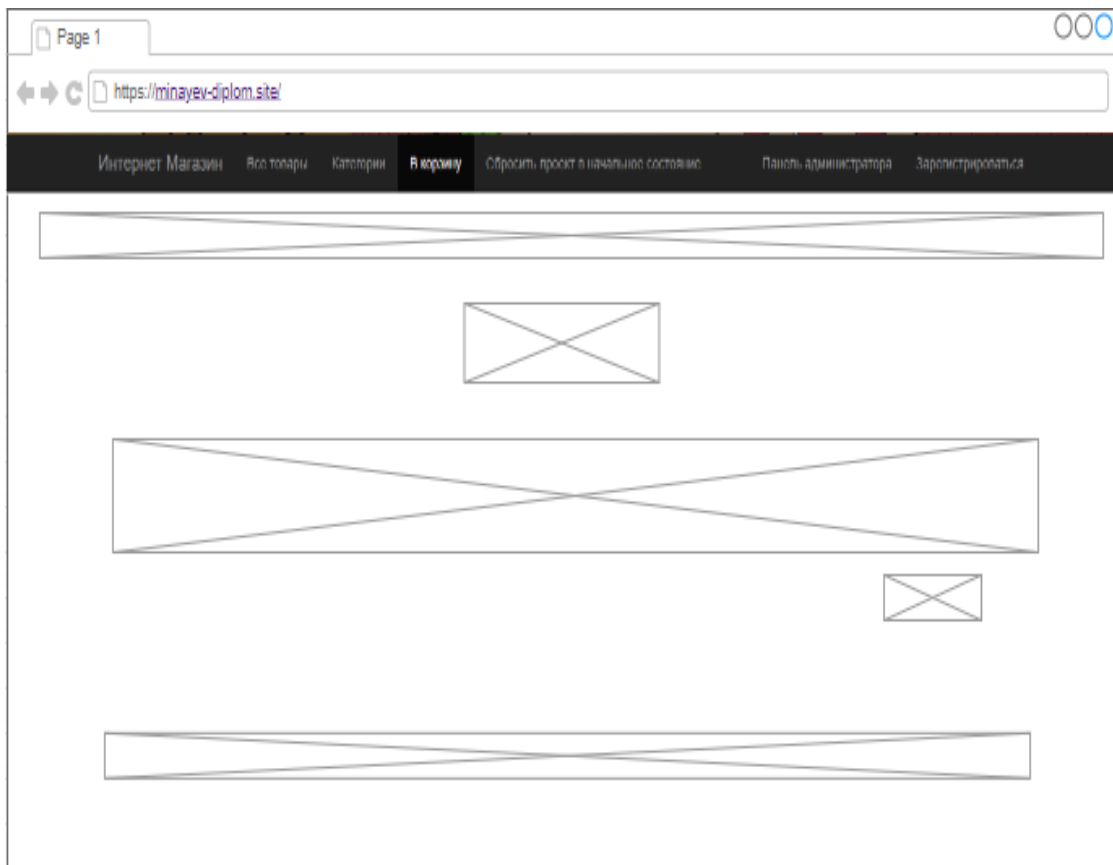 Page 1
https://minayev-diplom.site/
Интернет Магазин Все товары Категории В корзину Сбросить проект в начальное состояние Панель администратора Зарегистрироваться